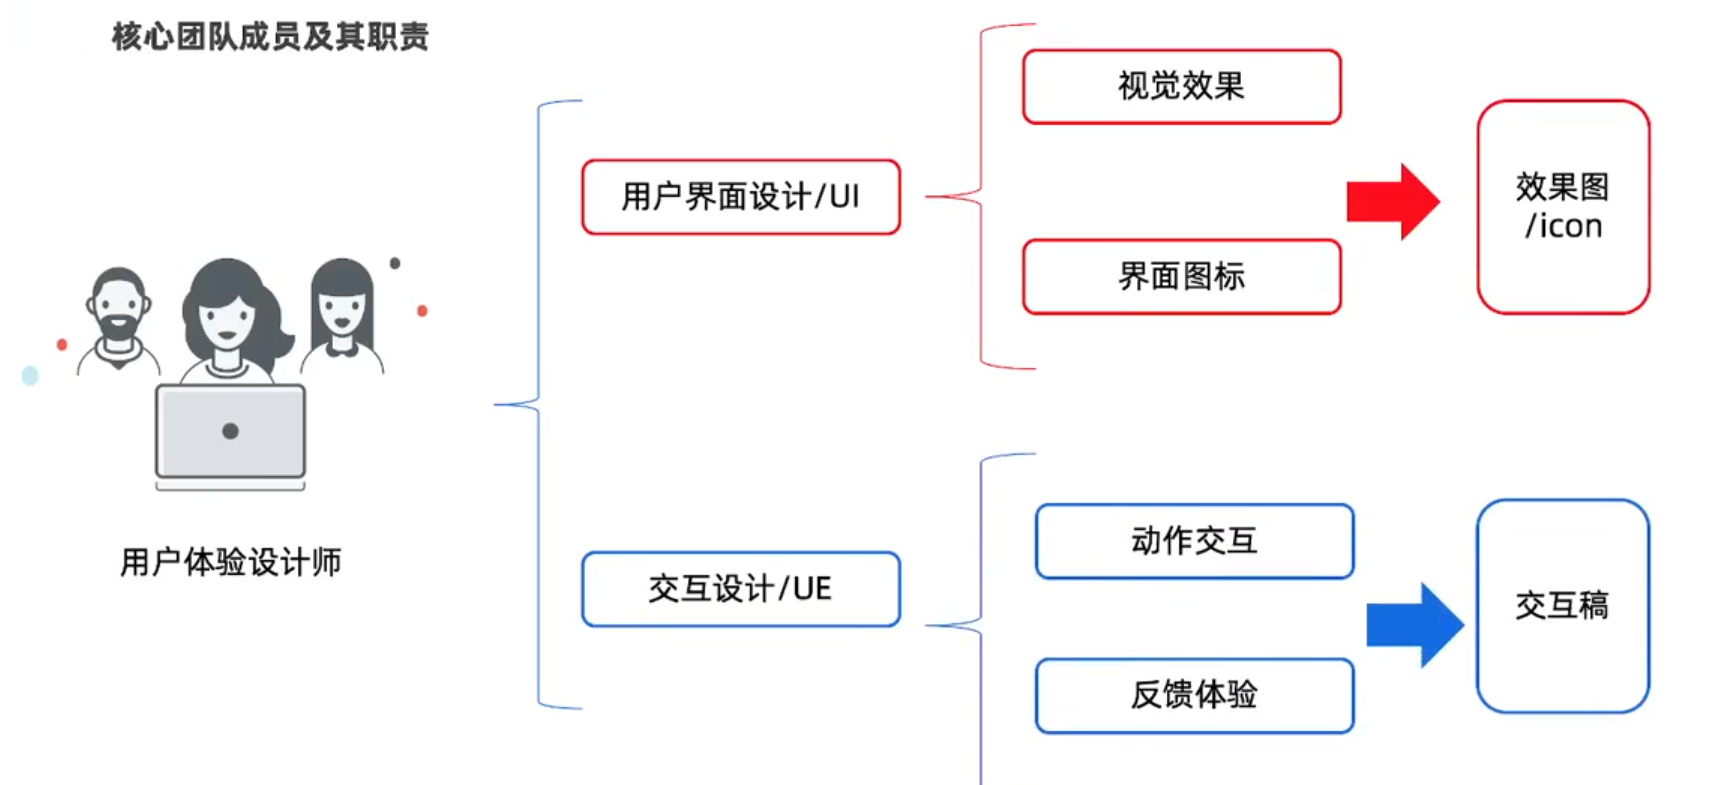 核心团队成员及其职责
用户体验设计师
用户界面设计/UI
视觉效果
界面图标
效果图
/icon
交互设计/UE
动作交互
反馈体验
交互稿